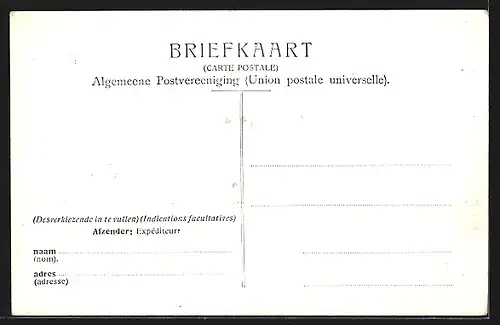 BRIEFKAART
(CARTE POSTALE)
Algemeene Postvereeniging (Union postale universelle).
(Desverkiezende in te vullen) (Indications facultatives)
Afzender: Expéditeur:
naam
(nom).
adres
(adresse)